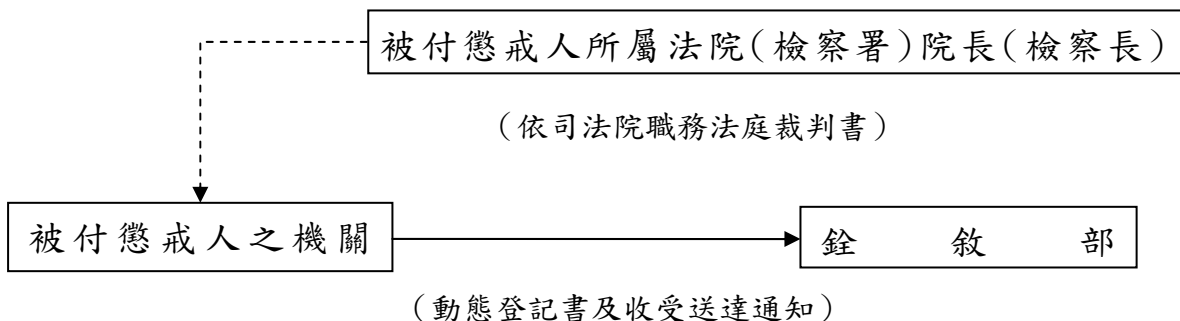 被付懲戒人所屬法院(檢察署)院長(檢察長)
(依司法院職務法庭裁判書)
被付懲戒人之機關
銓敘部
(動態登記書及收受送達通知)